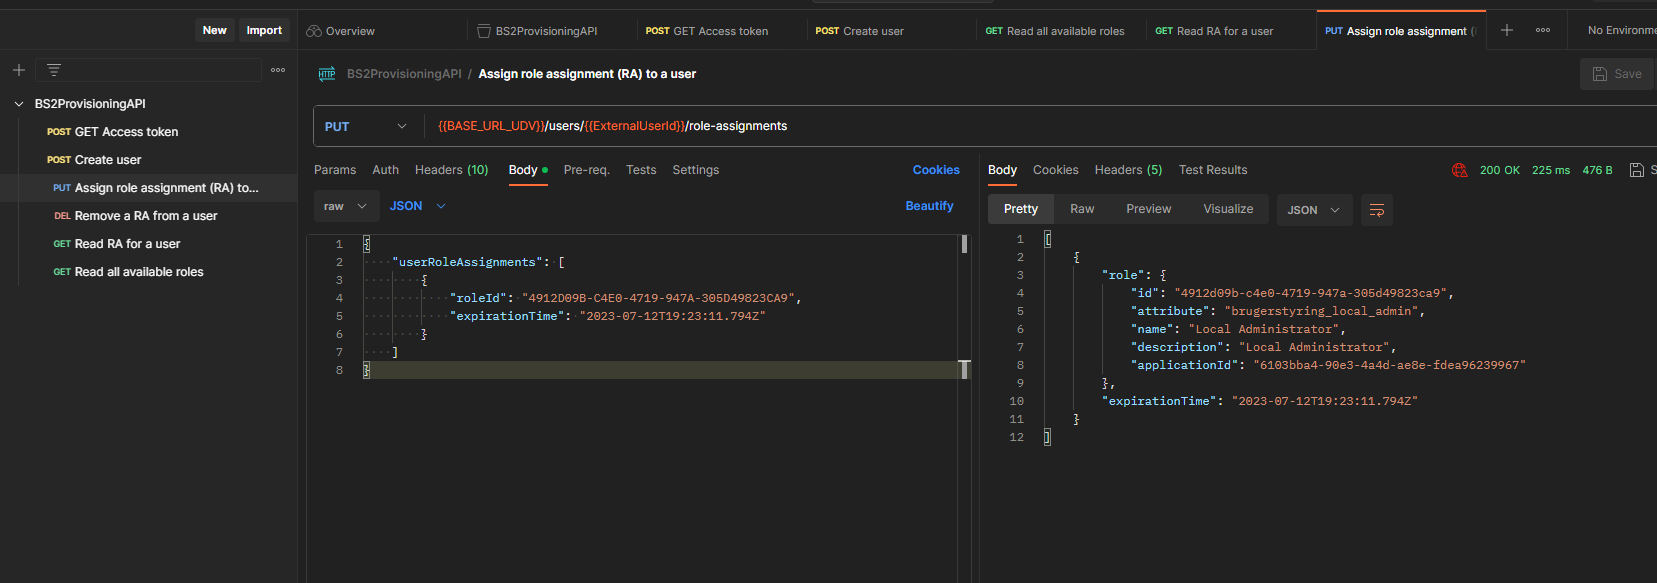 New
Import
Overview
BS2ProvisioningAPI
POST GET Access token
POST Create user
GET Read all available roles
GET Read RA for a user
PUT Assign role assignment (
No Environme
BS2ProvisioningAPI / Assign role assignment (RA) to a user
Save
BS2ProvisioningAPI
POST GET Access token
POST Create user
PUT Assign role assignment (RA) to...
DEL Remove a RA from a user
GET Read RA for a user
GET Read all available roles
HTTP
PUT
{{BASE_URL_UDV}}/users/{{ExternalUserId}}/role-assignments
Params Auth Headers (10) Body Pre-req. Tests Settings Cookies
raw JSON Beautify
1 {
2 "userRoleAssignments": [
3 {
4 "roleId": "4912D09B-C4E0-4719-947A-305D49823CA9",
5 "expirationTime": "2023-07-12T19:23:11.794Z"
6 }
7 ]
8 }
Body Cookies Headers (5) Test Results 200 OK 225 ms 476 B S
Pretty Raw Preview Visualize JSON
1 [
2 {
3 "role": {
4 "id": "4912d09b-c4e0-4719-947a-305d49823ca9",
5 "attribute": "brugerstyring_local_admin",
6 "name": "Local Administrator",
7 "description": "Local Administrator",
8 "applicationId": "6103bba4-90e3-4a4d-ae8e-fdea96239967"
9 },
10 "expirationTime": "2023-07-12T19:23:11.794Z"
11 }
12 ]